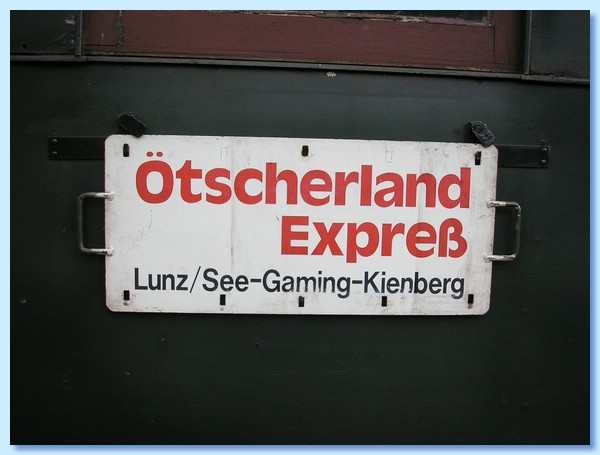 Ötscherland
Expreß
Lunz/See-Gaming-Kienberg